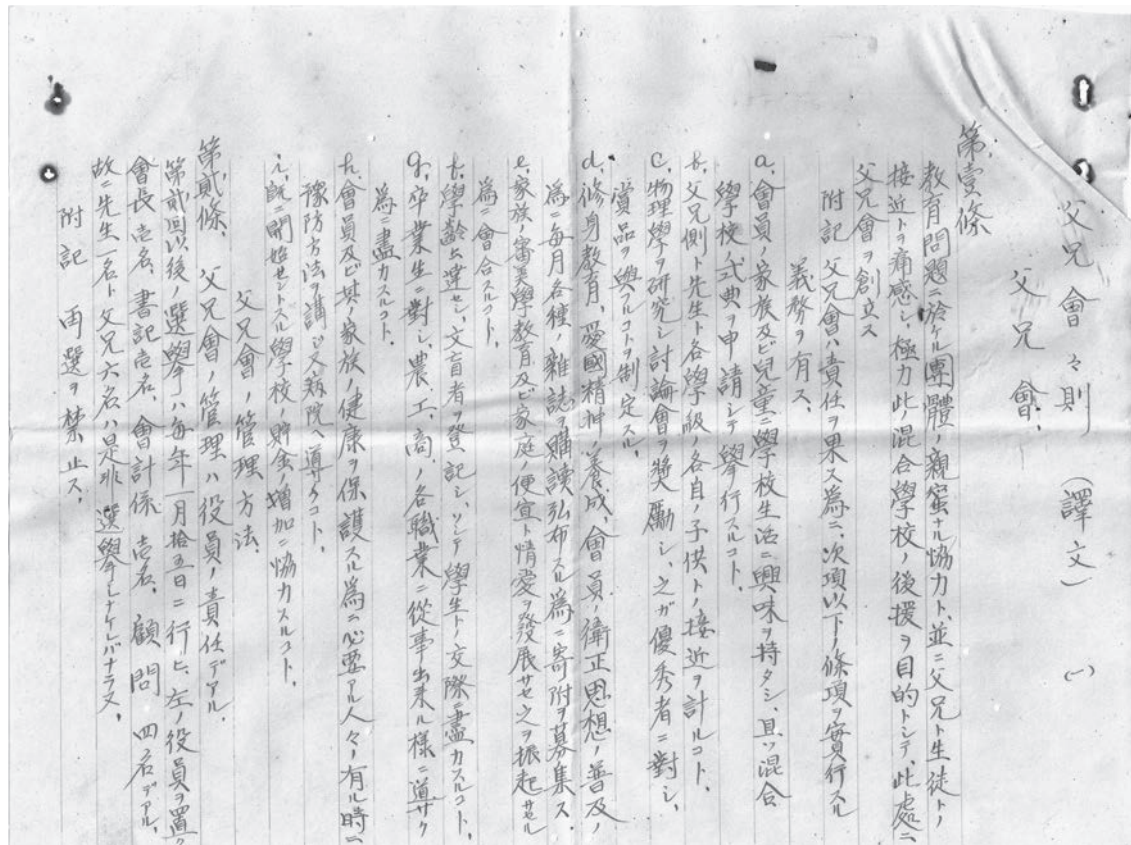 父兄會々則 (譯文) (一)
父兄會.
第壹條
教育問題ニ於ケル團體ノ親蜜ナル協力ト、並ニ父兄ト生徒トノ
接近トヲ痛感シ、極力此ノ混合學校ノ後援ヲ目的トシテ、此處ニ
父兄會ヲ創立ス
附記 父兄會ハ責任ヲ果ス為ニ、次項以下ノ條項ヲ實行スル
義務ヲ有ス.
a. 會員ノ家族及ビ兒童ニ學校生活ニ興味ヲ持タシ、且ツ混合
學校ノ式典ヲ申請シテ擧行スルコト.
b. 父兄側ト先生ト各學級ノ各自ノ子供トノ接近ヲ計ルコト.
c. 物理學ヲ研究シ討論會ヲ奬勵シ、之ガ優秀者ニ對シ、
賞品ヲ與フルコトヲ制定スル.
d. 修身教育、愛國精神ノ養成、會員ノ衛正思想ノ普及ノ
為ニ毎月各種ノ雜誌ヲ購讀弘布スル為ニ寄附ヲ募集ス.
e. 家族ノ審美學教育及ビ家庭ノ便宜ト情愛ヲ發展サセ之ヲ振起サセル
為ニ會合スルコト.
f. 學齡ニ達セシ文盲者ヲ登記シ、ソシテ學生トノ交際ニ盡力スルコト.
g. 卒業生ニ對シ、農、工、商、ノ各職業ニ從事出來ル樣ニ導ク
為ニ盡力スルコト.
h. 會員及ビ其ノ家族ノ健康ヲ保護スル為ニ必要アル人々ノ有ル時ニ
豫防方法ヲ講ジ又病院ヘ導クコト.
i. 既ニ開始セントスル學校ノ貯金ノ増加ニ協力スルコト.
父兄會ノ管理方法.
第貳條. 父兄會ノ管理ハ役員ノ責任デアル.
第貳回以後ノ選擧ハ毎年一月拾五日ニ行ヒ、左ノ役員ヲ置ク
會長壱名 書記壱名、會計係 壱名、顧問 四名デアル.
故ニ先生一名ト父兄六名ハ是非選擧シナケレバナラヌ.
附記 再選ヲ禁止ス.